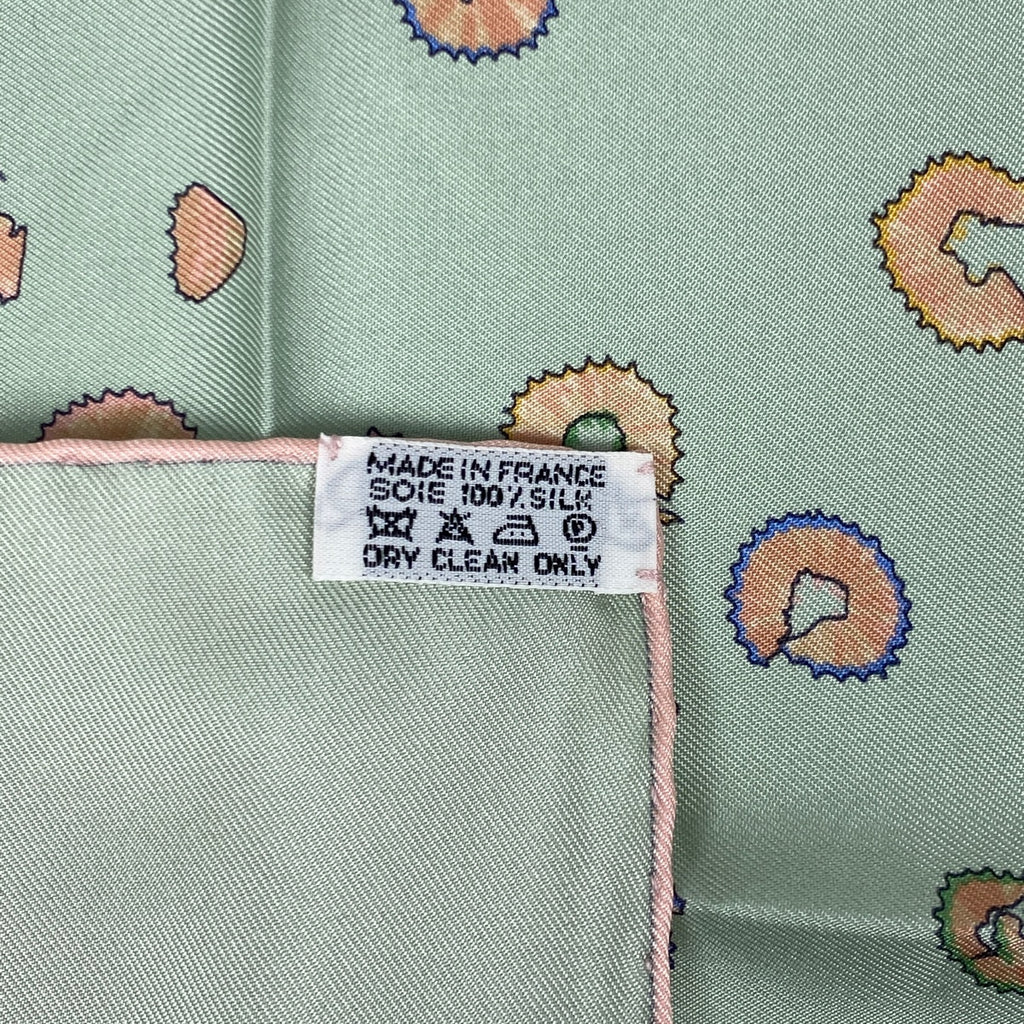 MADE IN FRANCE
SOIE 100% SILK
P
DRY CLEAN ONLY